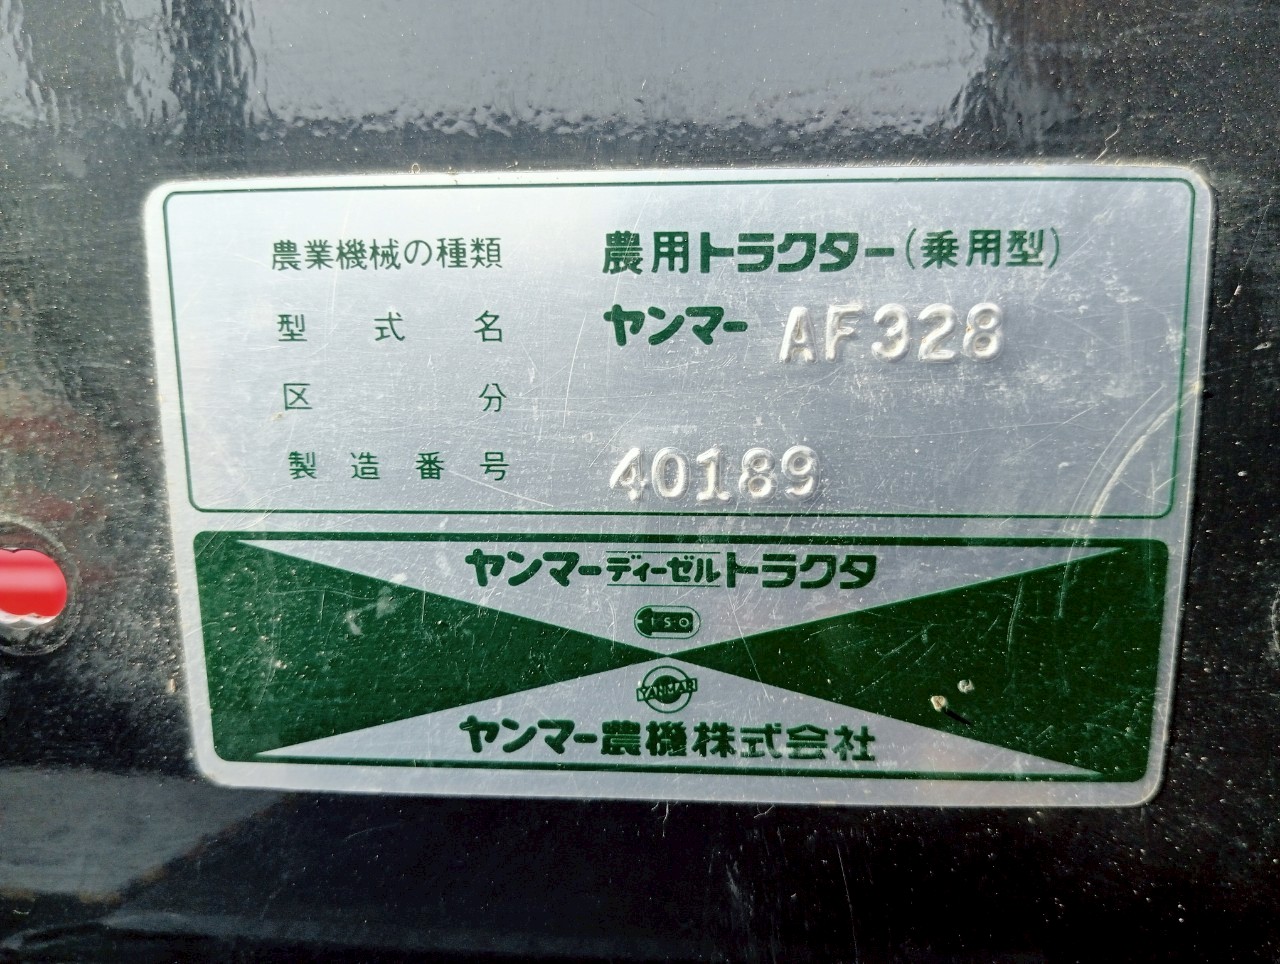 農業機械の種類 農用トラクター(乗用型)
型式名 ヤンマー AF328
区分
製造番号 40189
ヤンマーディーゼルトラクタ
I·S·O
YANMAR
ヤンマー農機株式会社